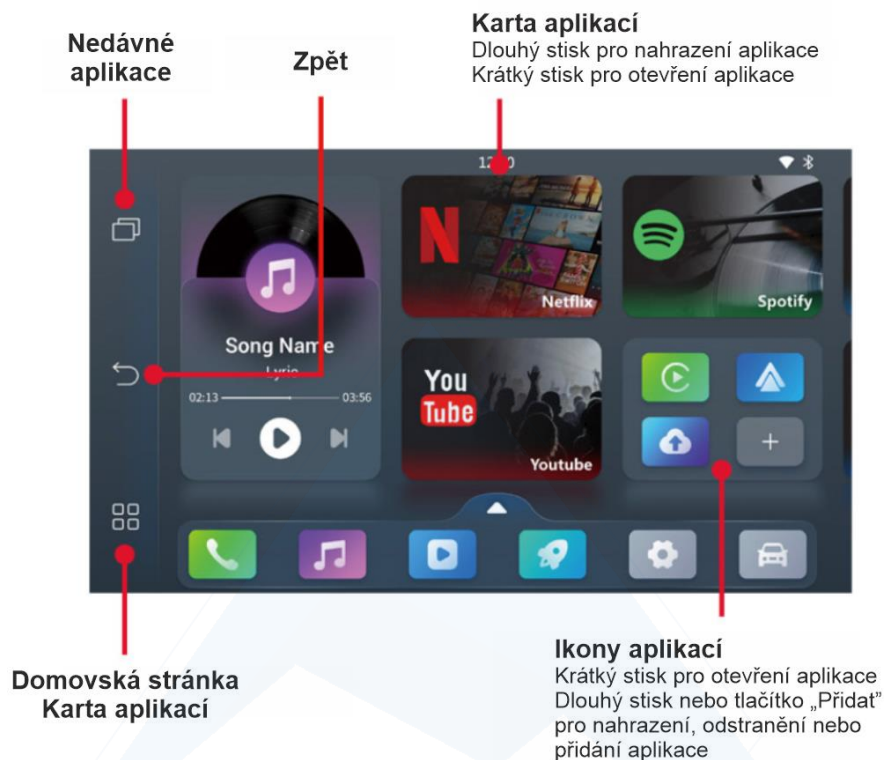 Karta aplikací
Dlouhý stisk pro nahrazení aplikace
Krátký stisk pro otevření aplikace
Nedávné
aplikace
Zpět
Netflix
Spotify
Song Name
Lyric
02:13
03:56
You
Tube
Youtube
Domovská stránka
Karta aplikací
Ikony aplikací
Krátký stisk pro otevření aplikace
Dlouhý stisk nebo tlačítko „Přidat”
pro nahrazení, odstranění nebo
přidání aplikace